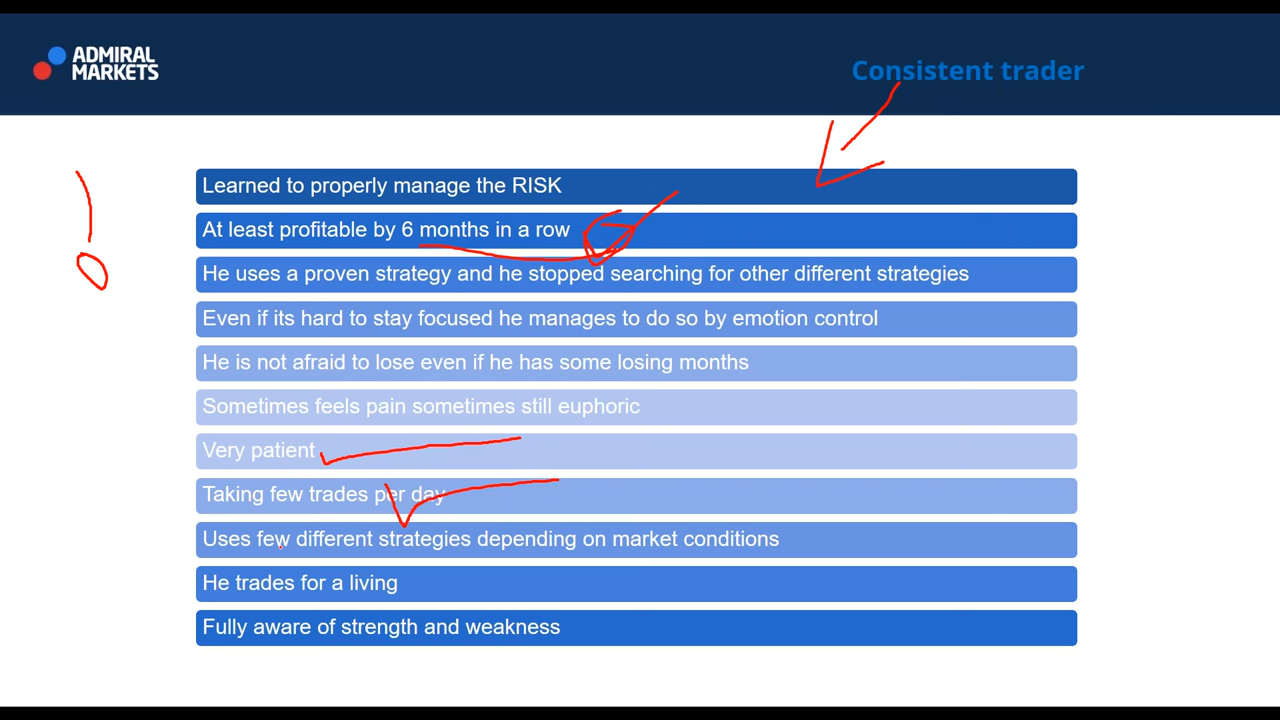 ADMIRAL
MARKETS
Consistent trader
Learned to properly manage the RISK
At least profitable by 6 months in a row
He uses a proven strategy and he stopped searching for other different strategies
Even if its hard to stay focused he manages to do so by emotion control
He is not afraid to lose even if he has some losing months
Sometimes feels pain sometimes still euphoric
Very patient
Taking few trades per day
Uses few different strategies depending on market conditions
He trades for a living
Fully aware of strength and weakness